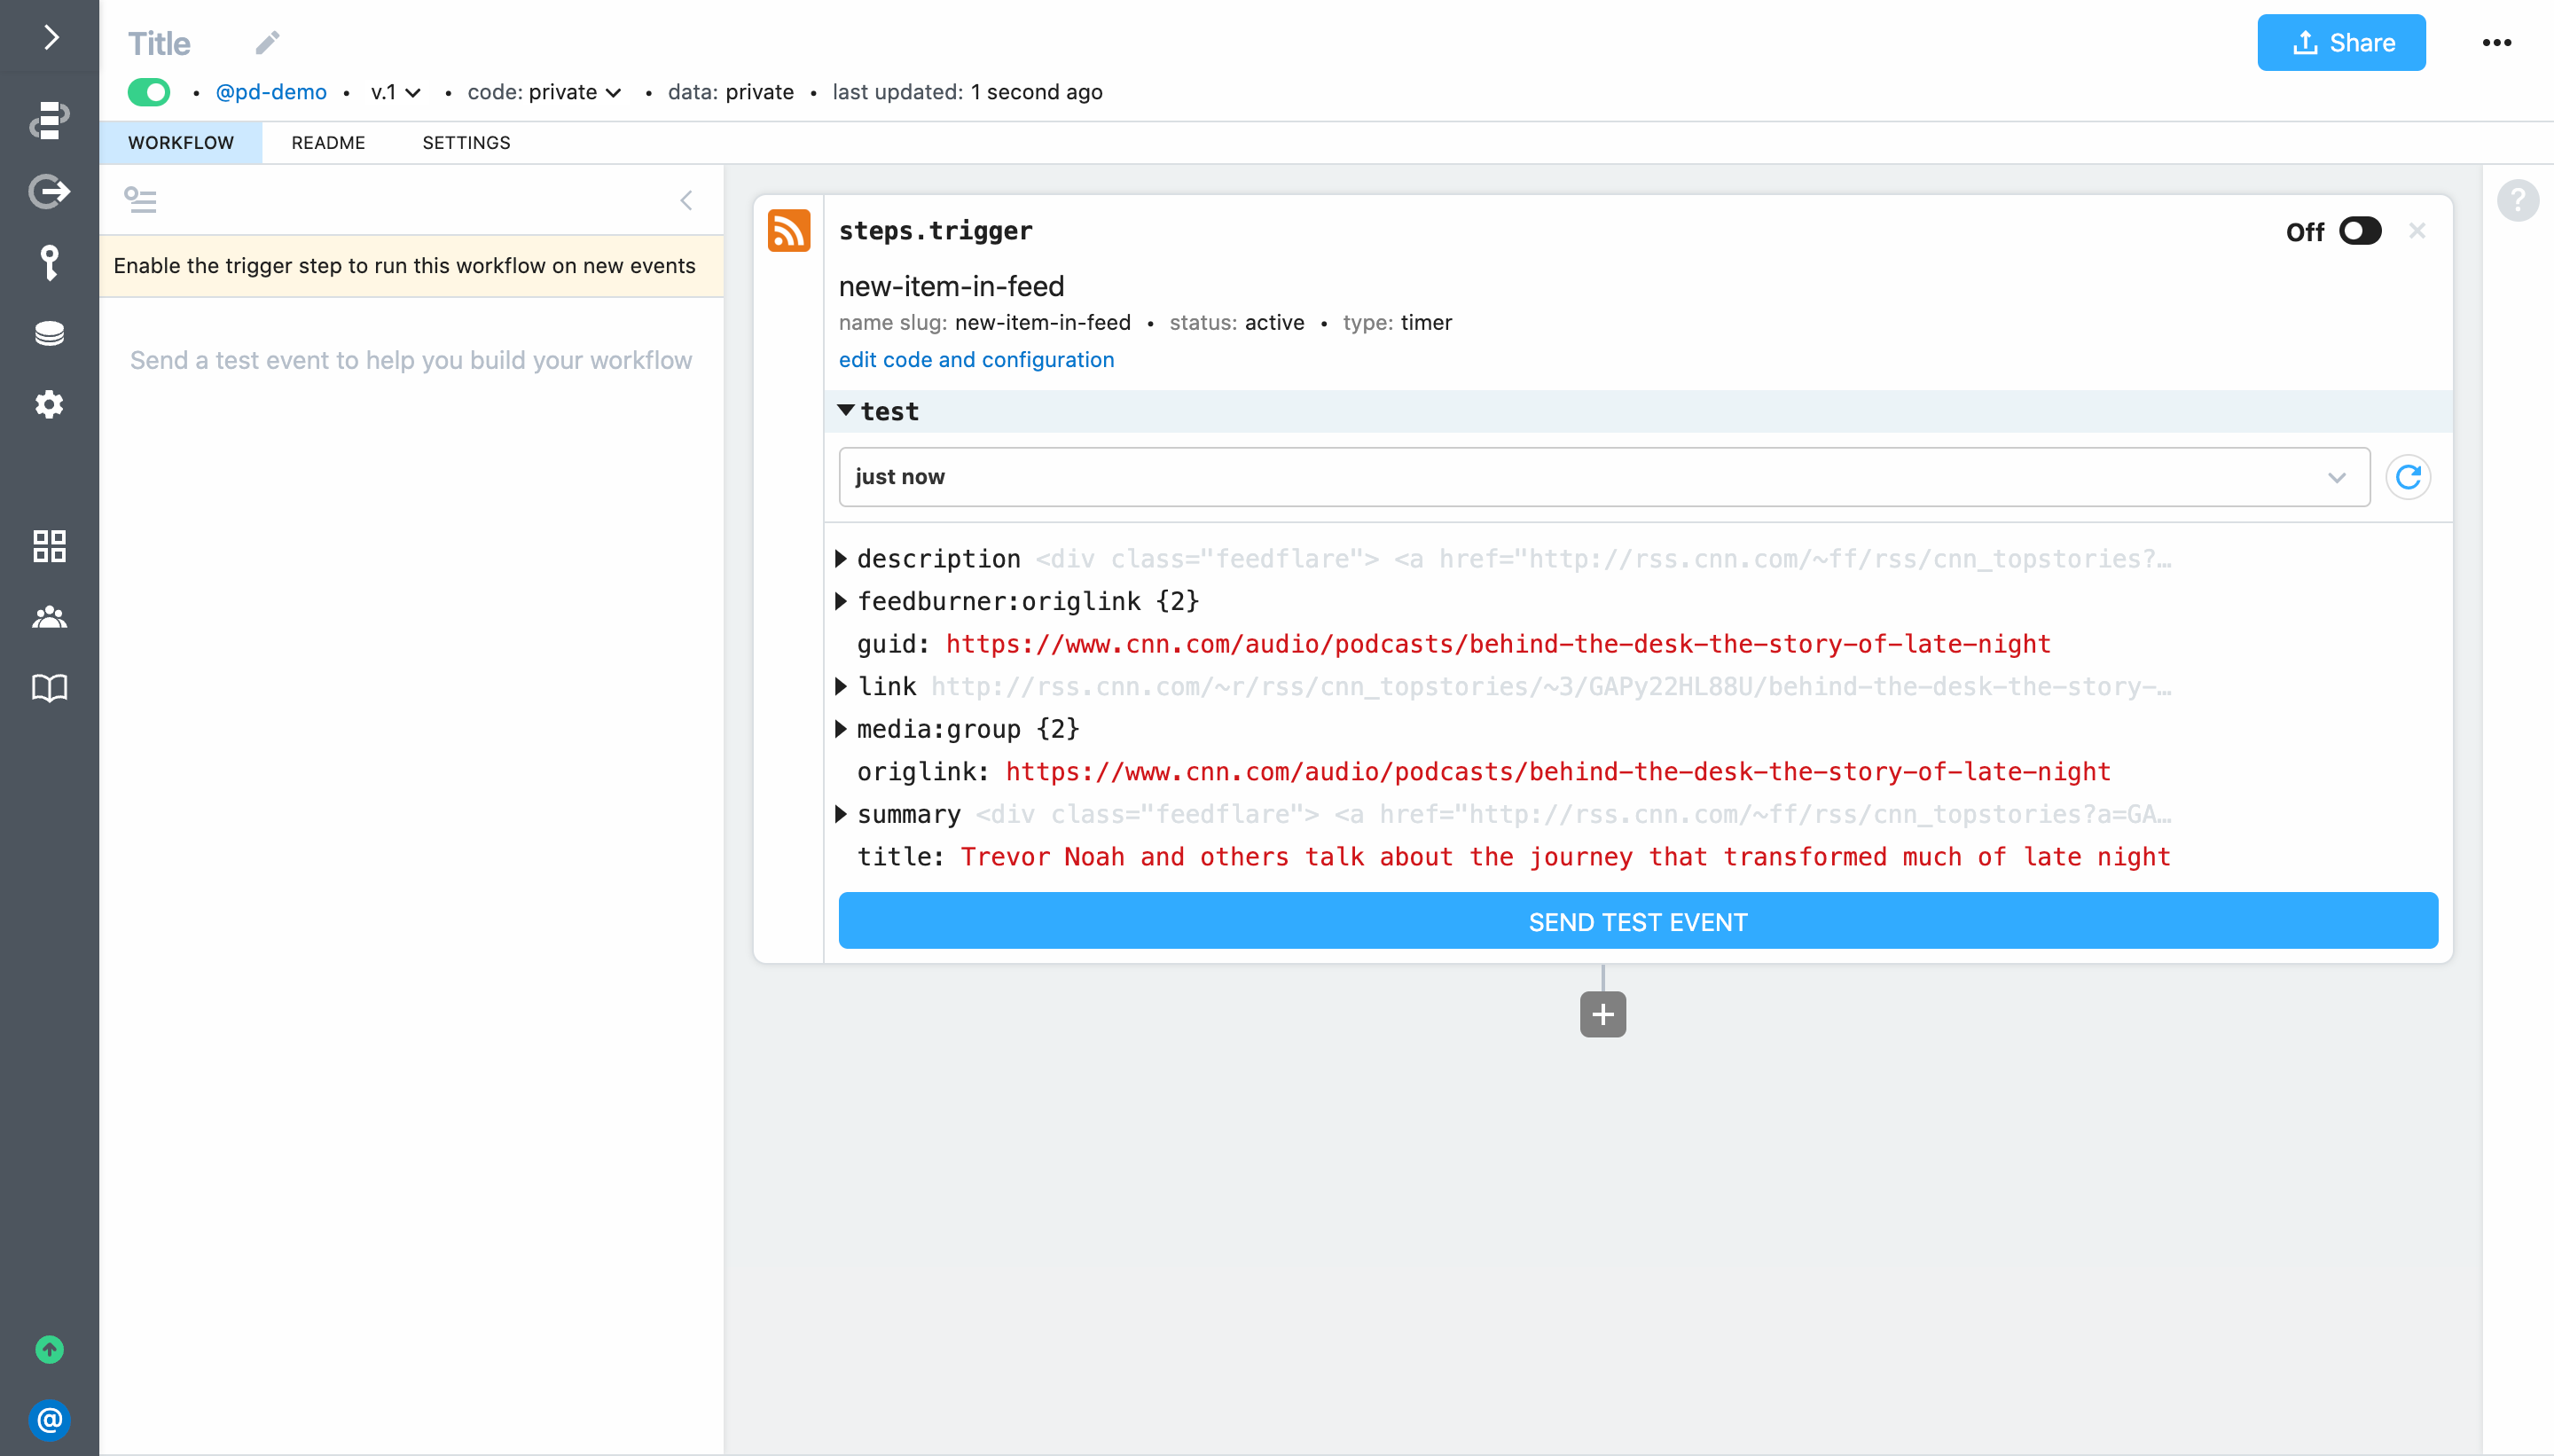 Title
Share
•••
• @pd-demo • v.1 • code: private • data: private • last updated: 1 second ago
WORKFLOW README SETTINGS
Enable the trigger step to run this workflow on new events
Send a test event to help you build your workflow
steps.trigger
Off
new-item-in-feed
name slug: new-item-in-feed • status: active • type: timer
edit code and configuration
test
just now
description <div class="feedflare"> <a href="http://rss.cnn.com/~ff/rss/cnn_topstories?…
feedburner:origlink {2}
guid: https://www.cnn.com/audio/podcasts/behind-the-desk-the-story-of-late-night
link http://rss.cnn.com/~r/rss/cnn_topstories/~3/GAPy22HL88U/behind-the-desk-the-story-…
media:group {2}
origlink: https://www.cnn.com/audio/podcasts/behind-the-desk-the-story-of-late-night
summary <div class="feedflare"> <a href="http://rss.cnn.com/~ff/rss/cnn_topstories?a=GA…
title: Trevor Noah and others talk about the journey that transformed much of late night
SEND TEST EVENT
+
?
@